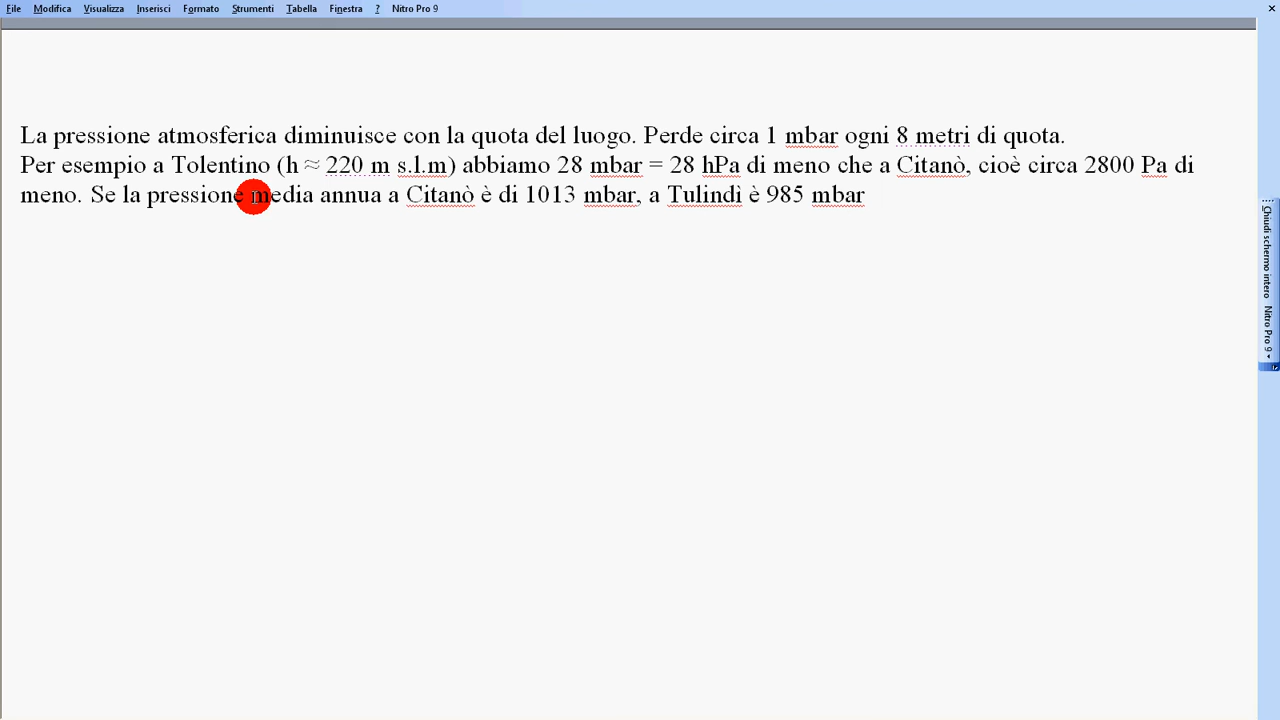 File Modifica Visualizza Inserisci Formato Strumenti Tabella Finestra ? Nitro Pro 9
La pressione atmosferica diminuisce con la quota del luogo. Perde circa 1 mbar ogni 8 metri di quota.
Per esempio a Tolentino (h ≈ 220 m s.l.m) abbiamo 28 mbar = 28 hPa di meno che a Citanò, cioè circa 2800 Pa di
meno. Se la pressione media annua a Citanò è di 1013 mbar, a Tulindì è 985 mbar
Chiudi schermo intero Nitro Pro 9